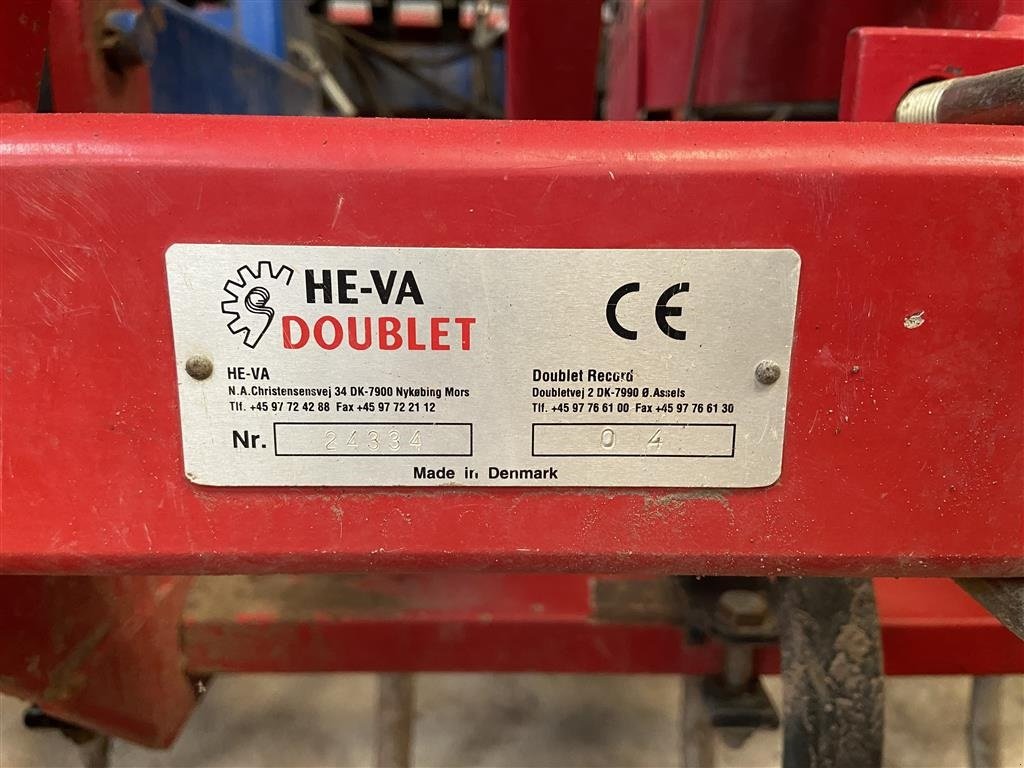 HE-VA
DOUBLET
CE
HE-VA
N.A.Christensensvej 34 DK-7900 Nykøbing Mors
Tlf. +45 97 72 42 88 Fax +45 97 72 21 12
Doublet Record
Doubletvej 2 DK-7990 Ø.Assels
Tlf. +45 97 76 61 00 Fax +45 97 76 61 30
Nr. 24334
0 4
Made in Denmark